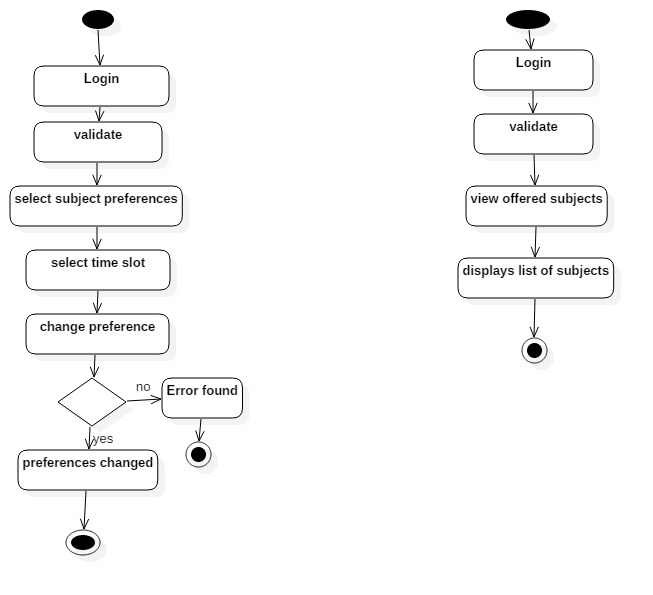 Login
validate
select subject preferences
select time slot
change preference
no
Error found
yes
preferences changed
Login
validate
view offered subjects
displays list of subjects